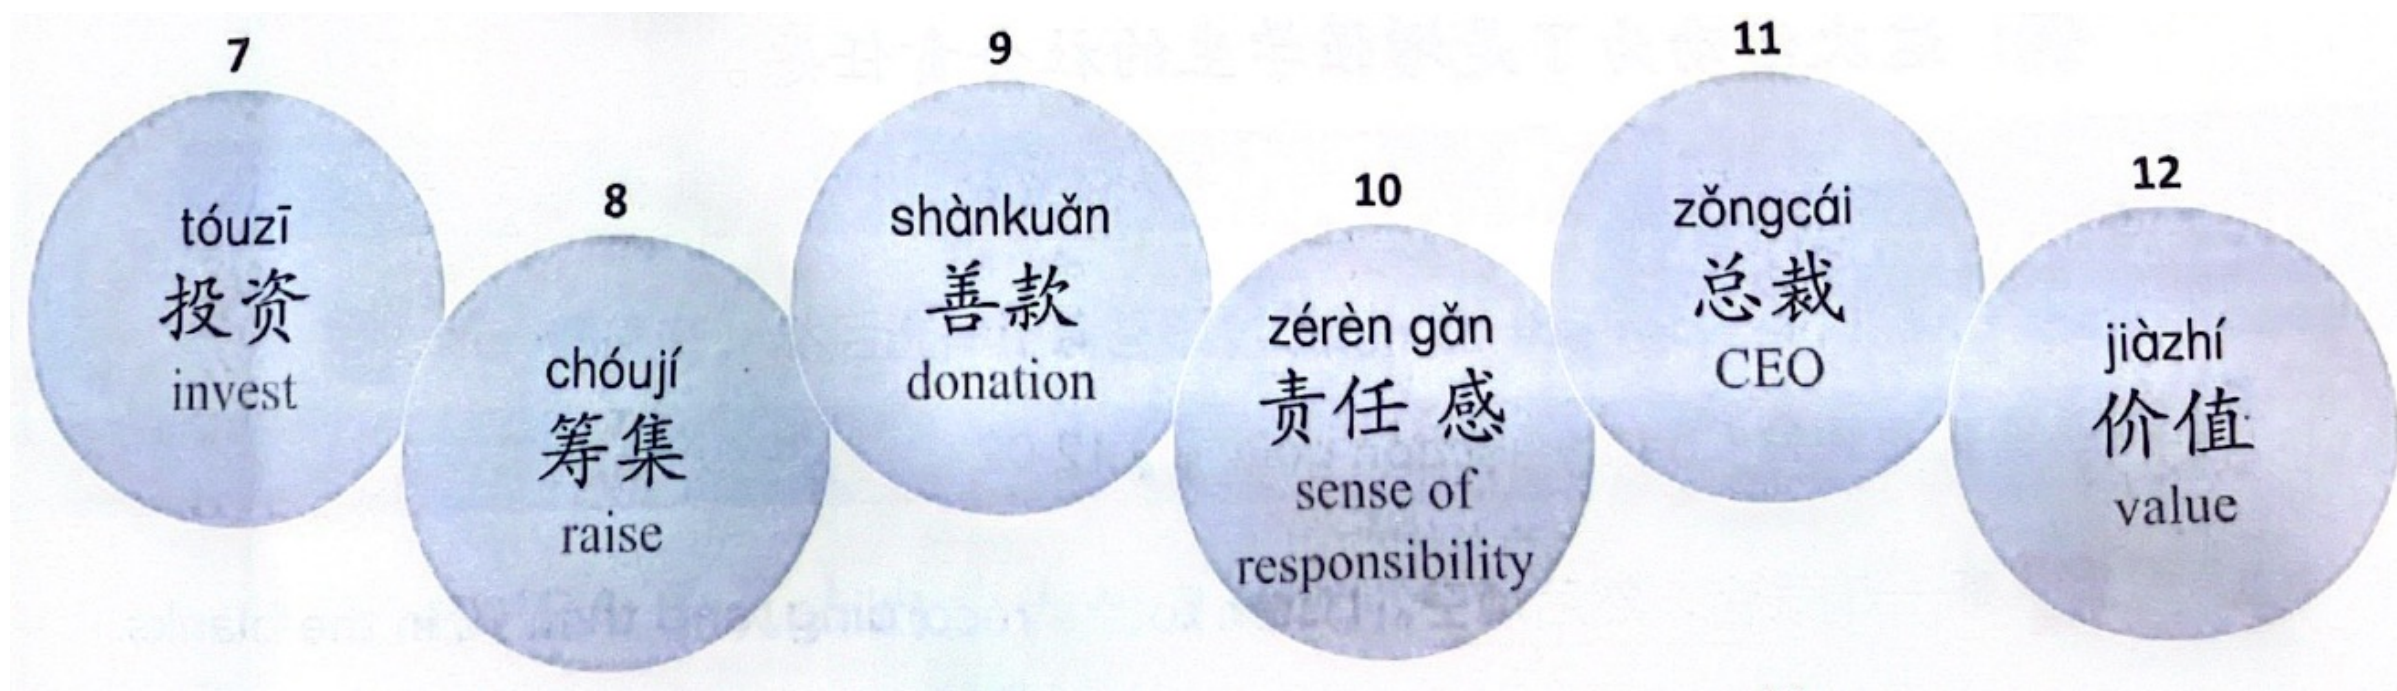 7
tóuzī
投资
invest
8
chóují
筹集
raise
9
shànkuǎn
善款
donation
10
zérèn gǎn
责任 感
sense of
responsibility
11
zǒngcái
总裁
CEO
12
jiàzhí
价值
value